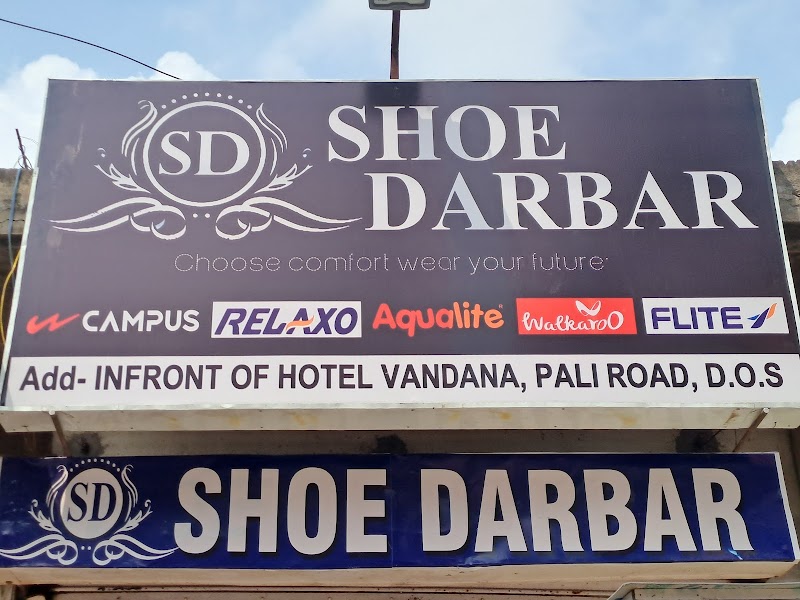 SD
SHOE
DARBAR
Choose comfort wear your future
CAMPUS RELAXO Aqualite WalkarOO FLITE
Add- INFRONT OF HOTEL VANDANA, PALI ROAD, D.O.S
SD SHOE DARBAR